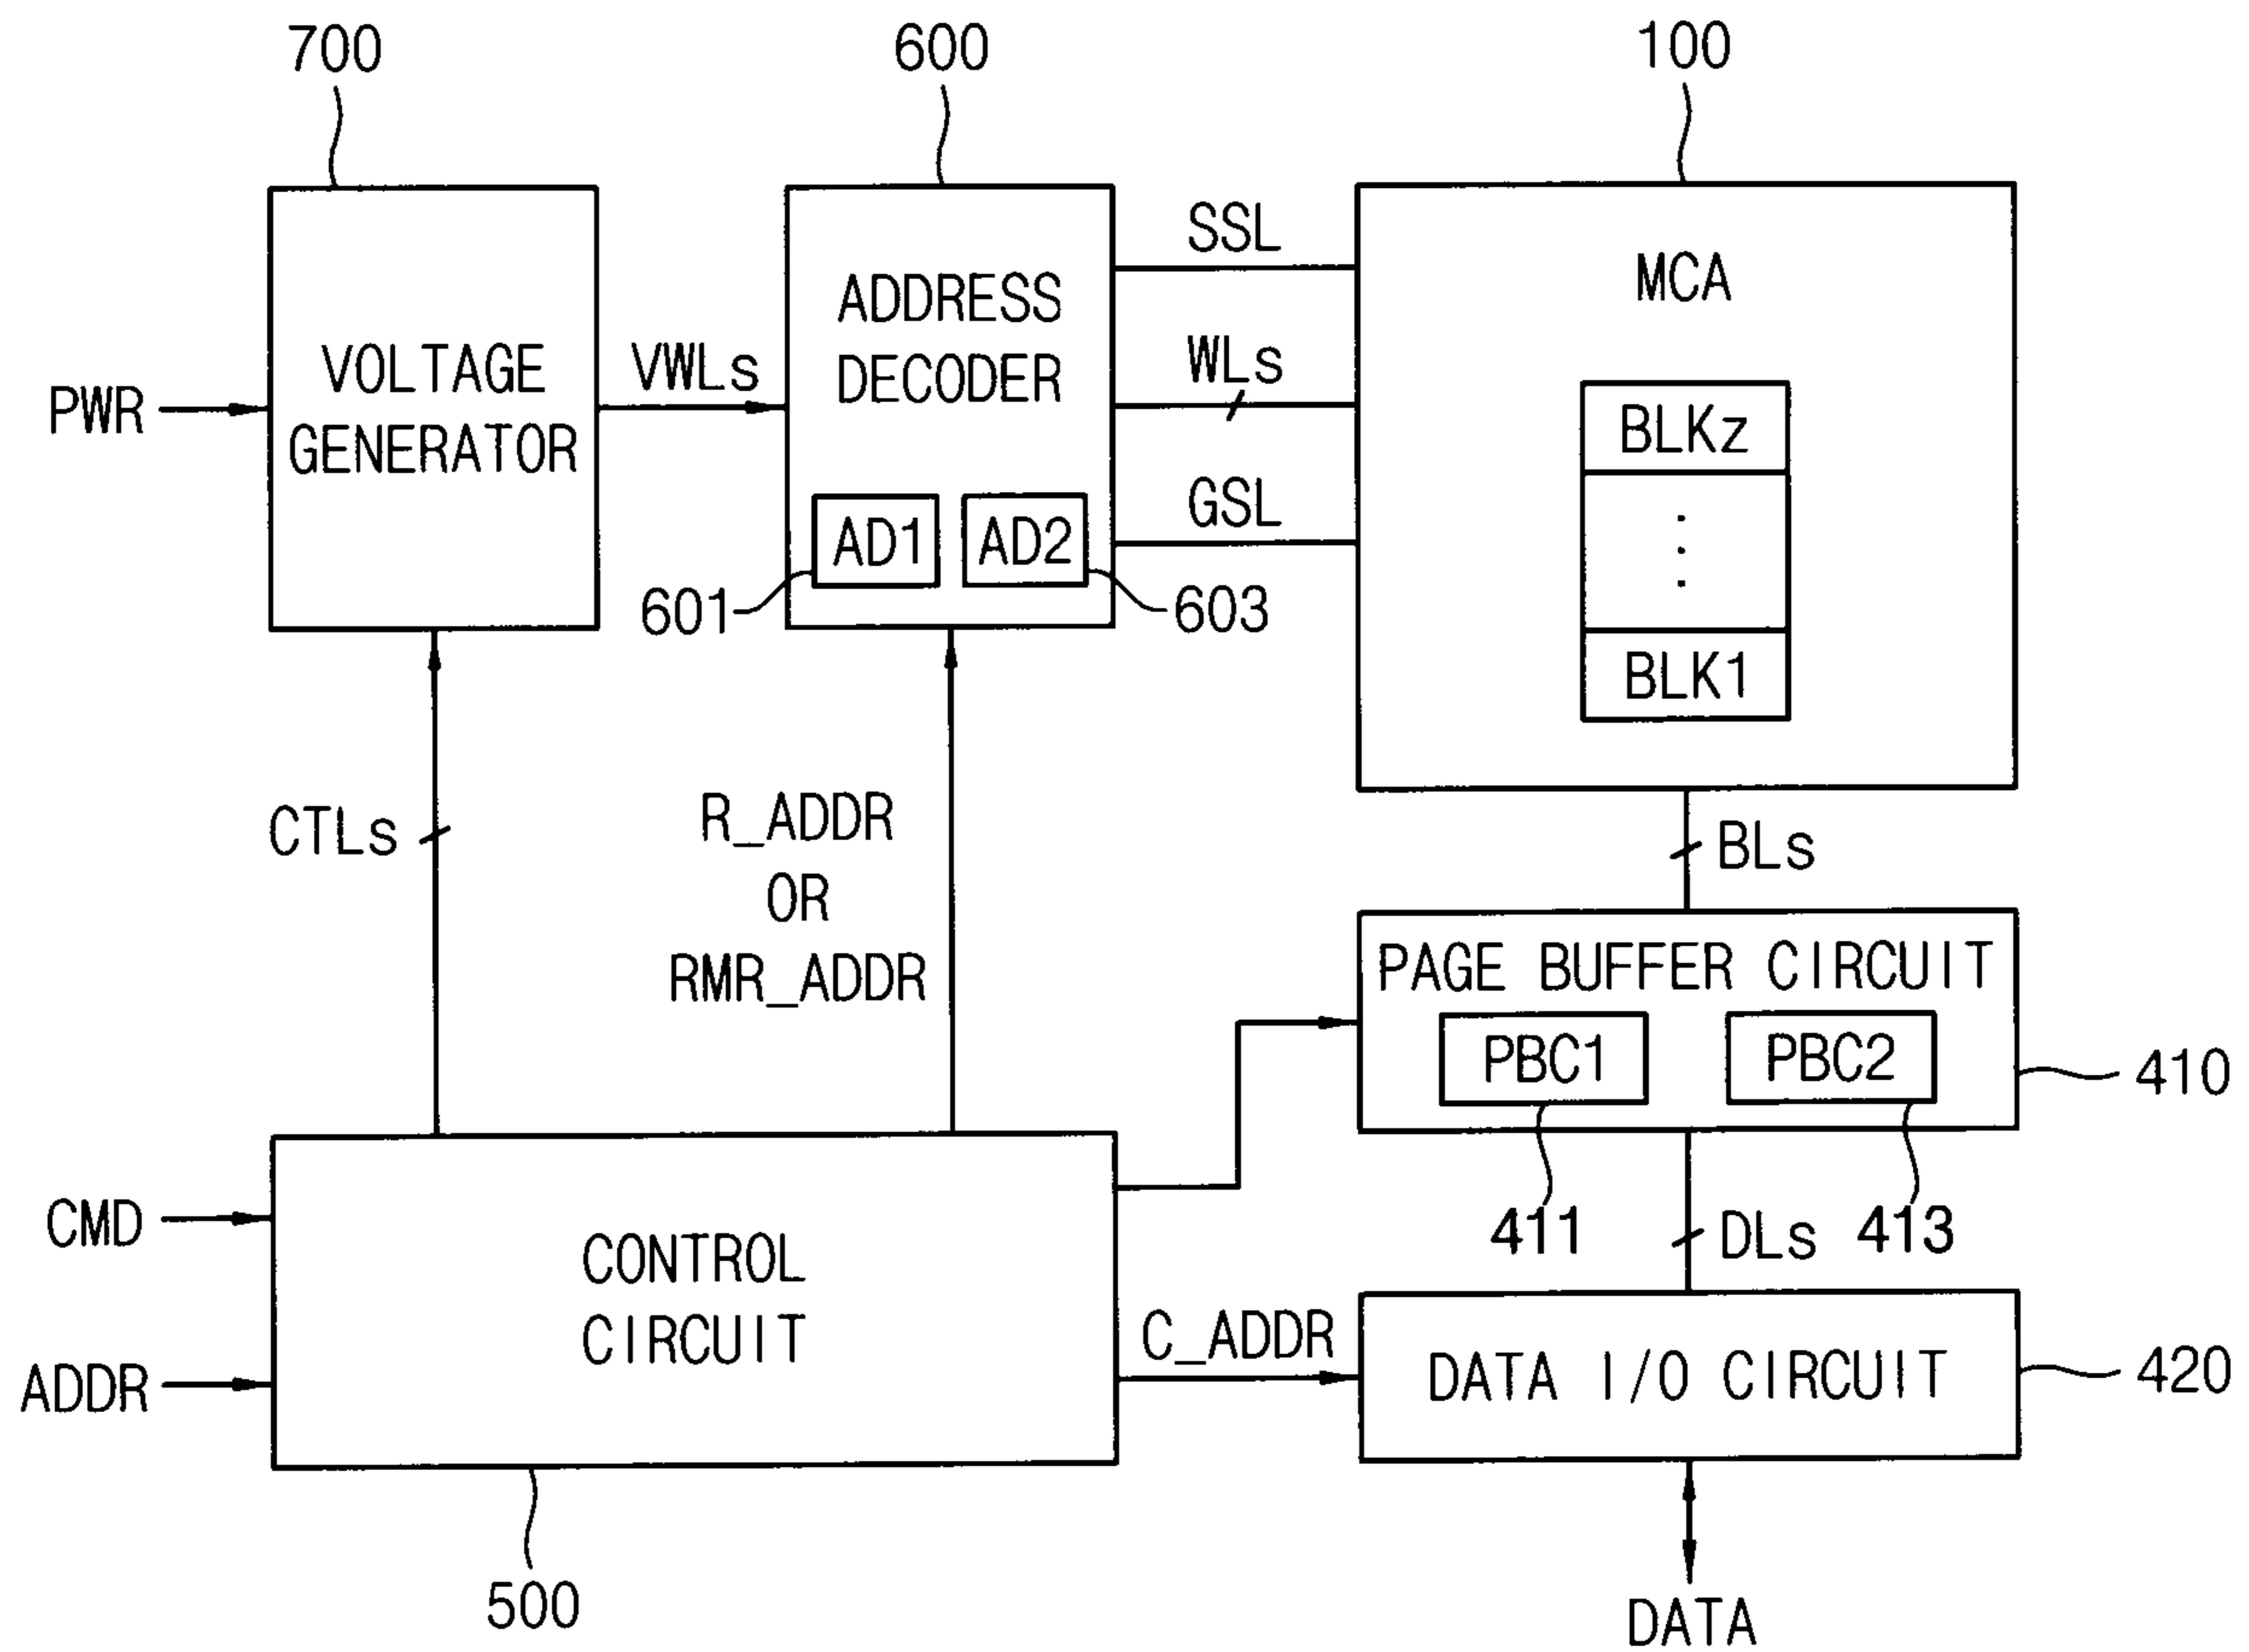 700
600
100
SSL
MCA
ADDRESS
DECODER
VOLTAGE
GENERATOR
VWLs
WLs
PWR
BLKz
GSL
AD1
AD2
601
603
BLK1
CTLs
R_ADDR
OR
RMR_ADDR
BLs
PAGE BUFFER CIRCUIT
PBC1
PBC2
410
CMD
411
DLs
413
CONTROL
CIRCUIT
C_ADDR
ADDR
DATA I/O CIRCUIT
420
500
DATA